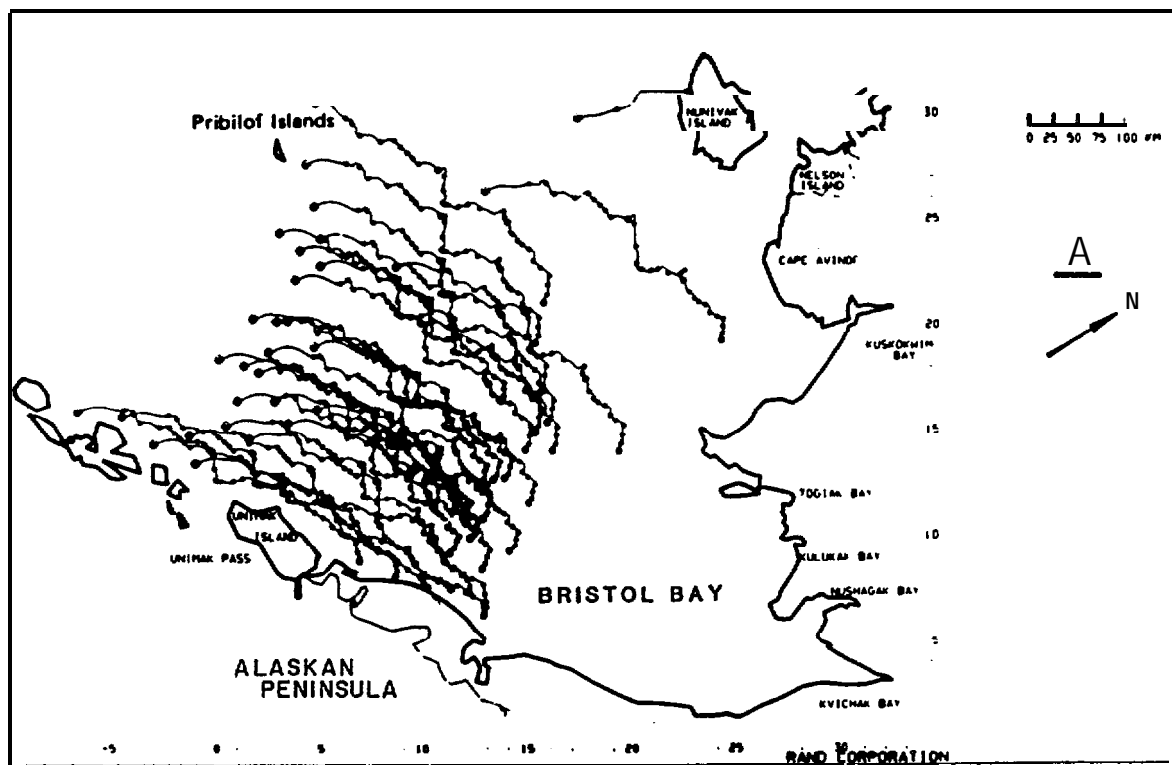 Pribilof Islands
NUNIVAK
ISLAND
30
0 25 50 75 100 KM
NELSON
ISLAND
25
CAPE AVINOF
A
N
20
KUSKOKWIM
BAY
15
TOGIAK BAY
UNIMAK
ISLAND
10
UNIMAK PASS
KULUKAK BAY
BRISTOL BAY
NUSHAGAK BAY
5
ALASKAN
PENINSULA
KVICHAK BAY
-5 0 5 10 15 20 25 30
RAND CORPORATION